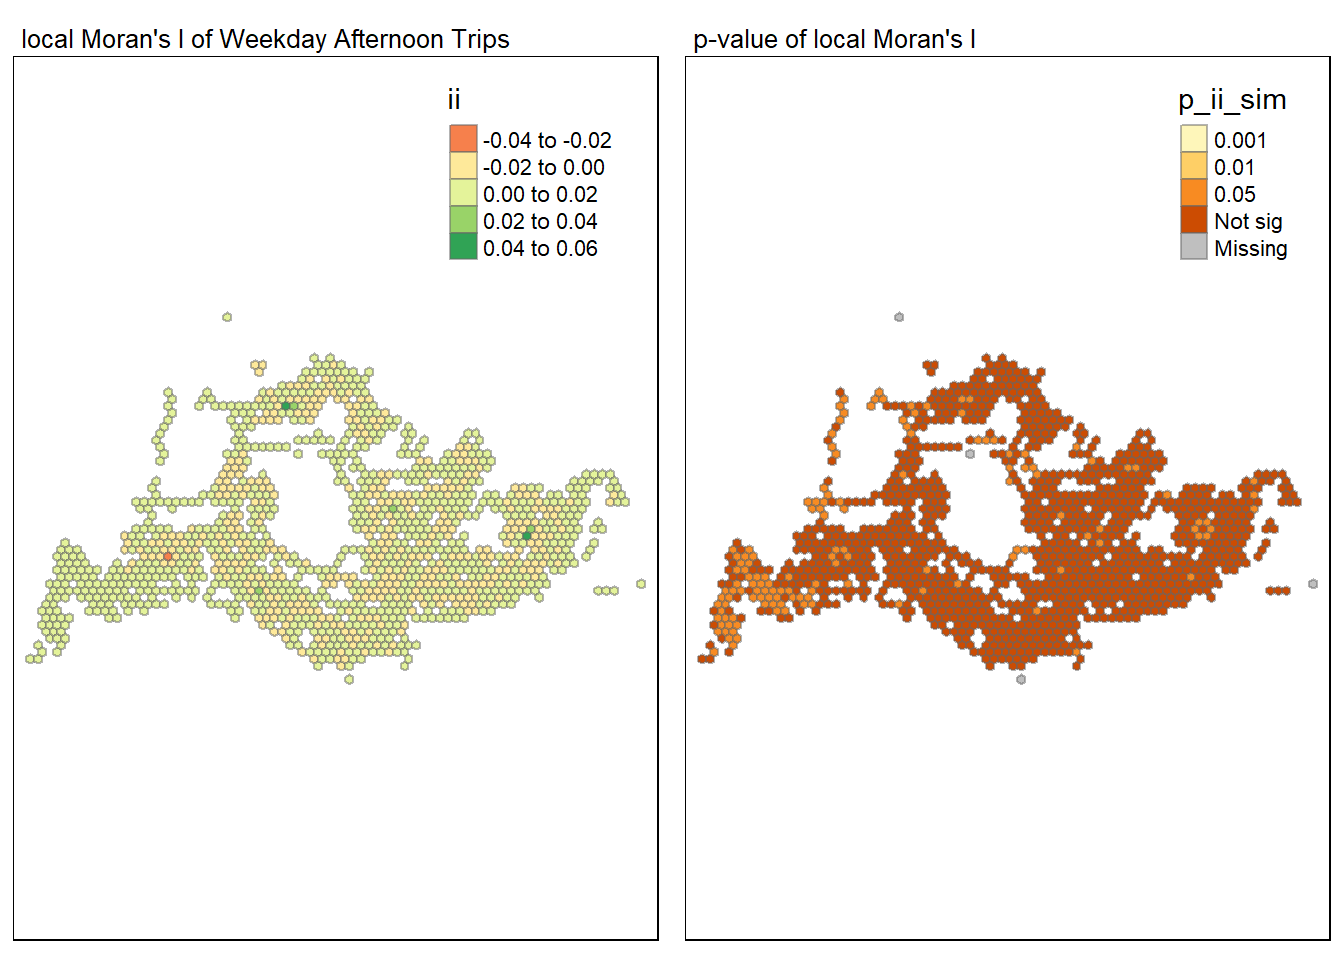 local Moran's I of Weekday Afternoon Trips
ii
-0.04 to -0.02
-0.02 to 0.00
0.00 to 0.02
0.02 to 0.04
0.04 to 0.06
p-value of local Moran's I
p_ii_sim
0.001
0.01
0.05
Not sig
Missing